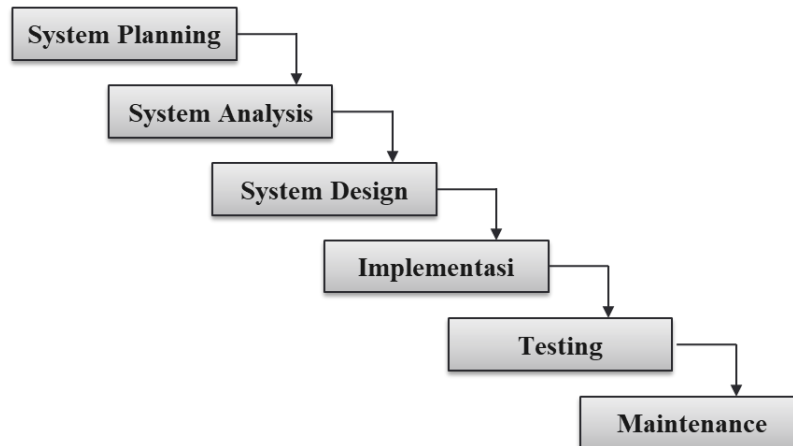 System Planning
System Analysis
System Design
Implementasi
Testing
Maintenance